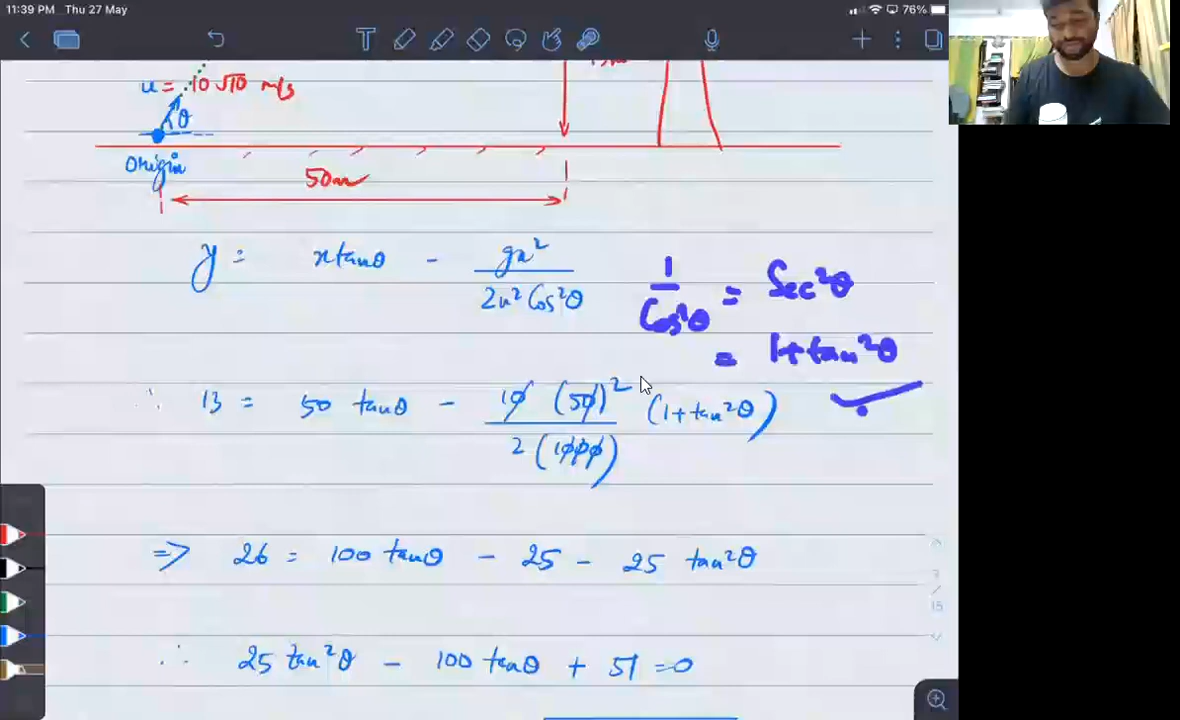 11:39 PM Thu 27 May
76%
u = 10√10 m/s
θ
origin
50m
y = x tanθ - gx² / 2u² Cos²θ
1 / Cos²θ = Sec²θ
= 1 + tan²θ
∴ 13 = 50 tanθ - 10 (50)² / 2 (1000) (1 + tan²θ)
=> 26 = 100 tanθ - 25 - 25 tan²θ
∴ 25 tan²θ - 100 tanθ + 51 = 0